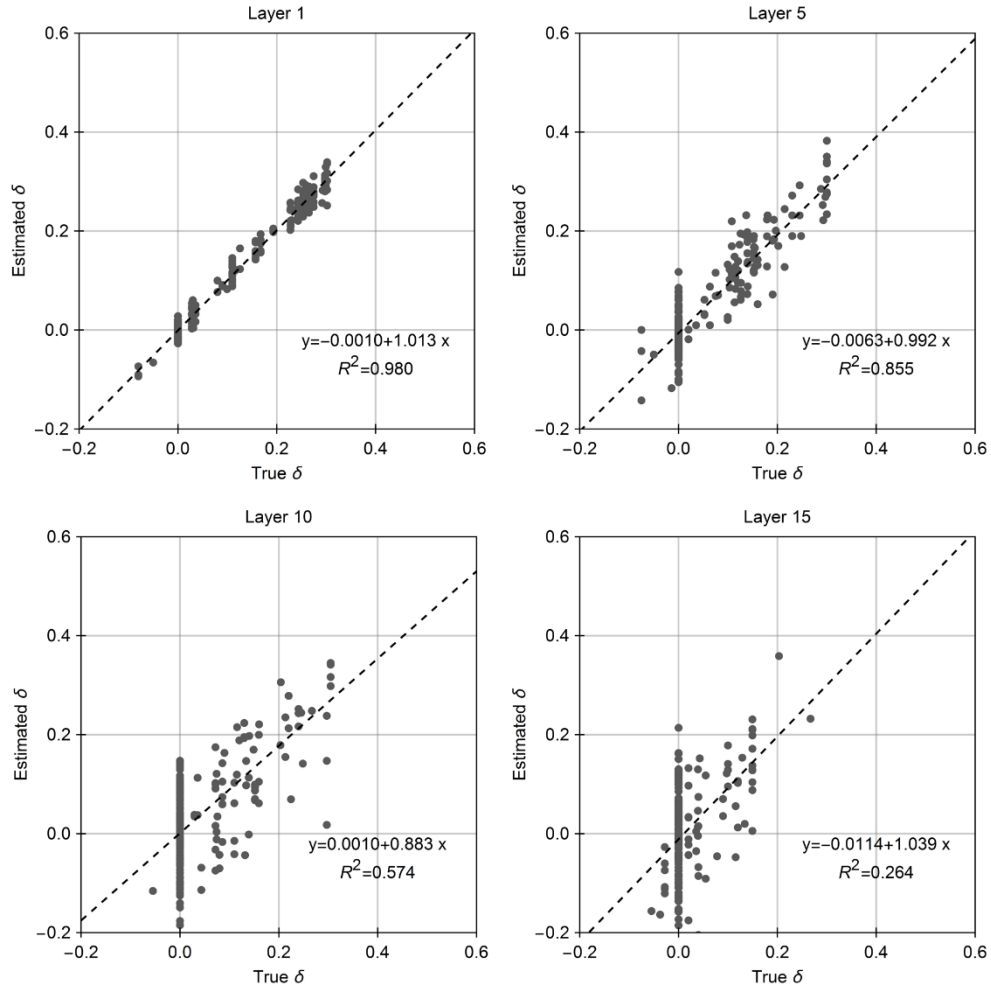 Layer 1
0.6
0.4
0.2
0.0
−0.2
Estimated δ
y=−0.0010+1.013 x
R²=0.980
−0.2 0.0 0.2 0.4 0.6
True δ
Layer 5
0.6
0.4
0.2
0.0
−0.2
Estimated δ
y=−0.0063+0.992 x
R²=0.855
−0.2 0.0 0.2 0.4 0.6
True δ
Layer 10
0.6
0.4
0.2
0.0
−0.2
Estimated δ
y=0.0010+0.883 x
R²=0.574
−0.2 0.0 0.2 0.4 0.6
True δ
Layer 15
0.6
0.4
0.2
0.0
−0.2
Estimated δ
y=−0.0114+1.039 x
R²=0.264
−0.2 0.0 0.2 0.4 0.6
True δ